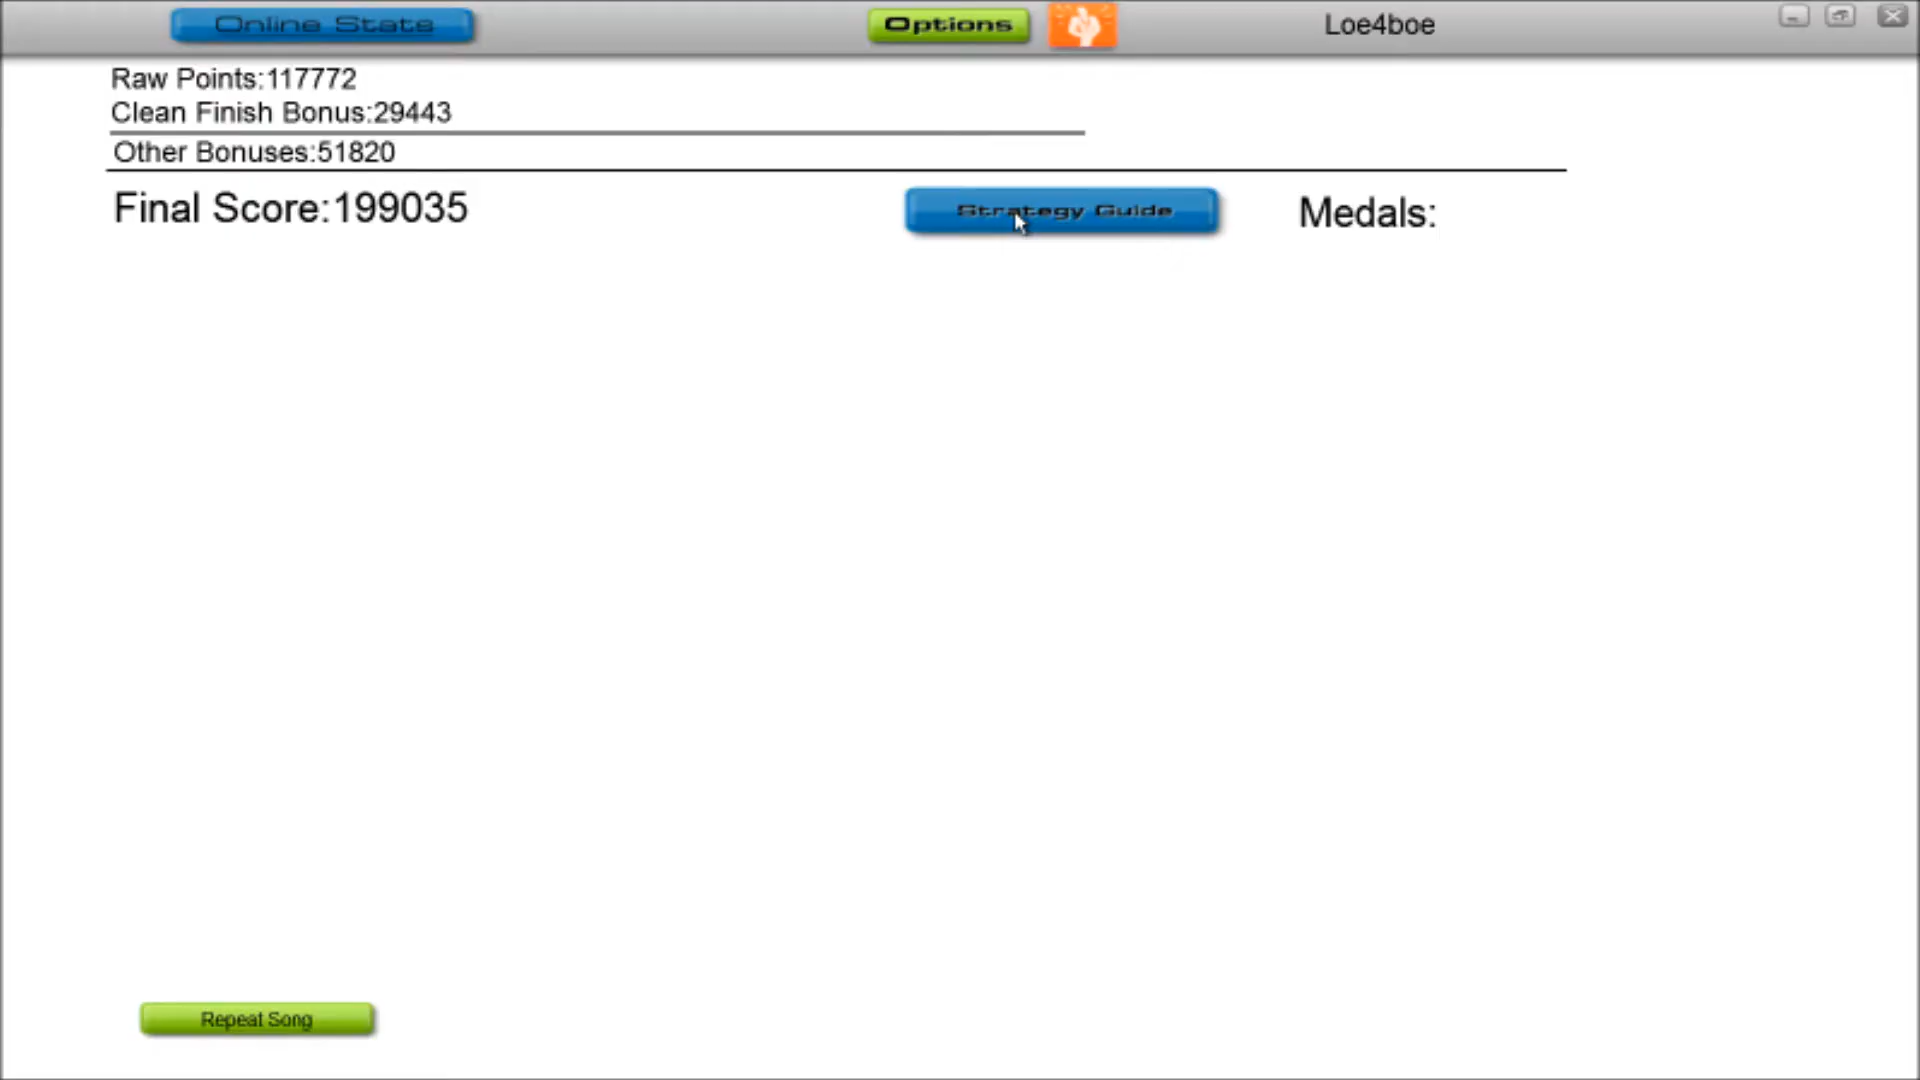 Online Stats
Options
Loe4boe
Raw Points:117772
Clean Finish Bonus:29443
Other Bonuses:51820
Final Score:199035
Strategy Guide
Medals:
Repeat Song